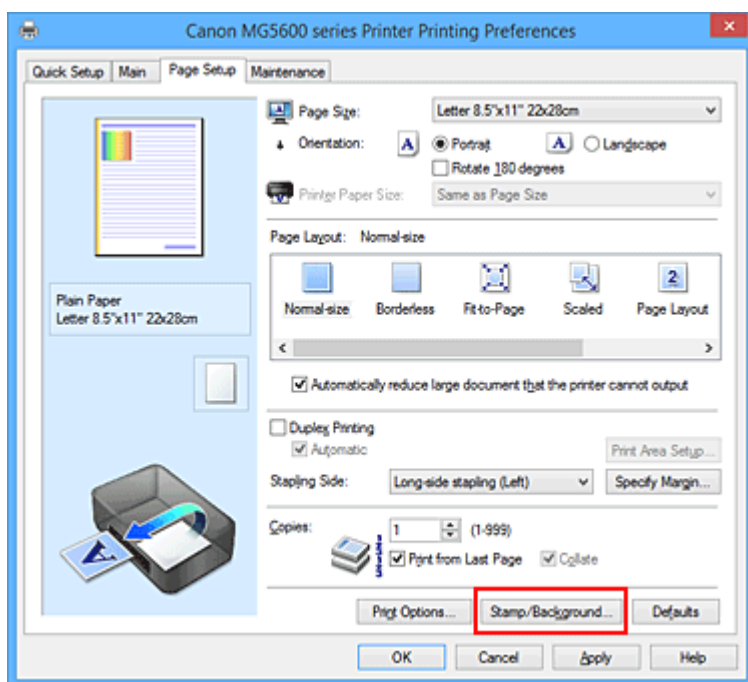 Canon MG5600 series Printer Printing Preferences
x
Quick Setup Main Page Setup Maintenance
Page Size: Letter 8.5"x11" 22x28cm
Orientation: A Portrait A Landscape
Rotate 180 degrees
Printer Paper Size: Same as Page Size
Page Layout: Normal-size
2
Normal-size Borderless Fit-to-Page Scaled Page Layout
Plain Paper
Letter 8.5"x11" 22x28cm
Automatically reduce large document that the printer cannot output
Duplex Printing
Automatic Print Area Setup...
Stapling Side: Long-side stapling (Left) Specify Margin...
Copies: 1 (1-999)
Print from Last Page Collate
A
Print Options... Stamp/Background... Defaults
OK Cancel Apply Help